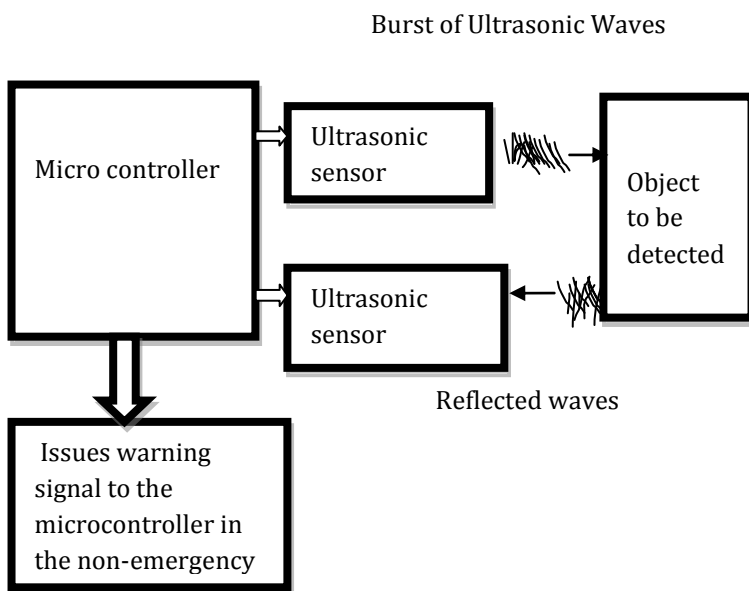 Burst of Ultrasonic Waves
Micro controller
Ultrasonic
sensor
Object
to be
detected
Ultrasonic
sensor
Reflected waves
Issues warning
signal to the
microcontroller in
the non-emergency